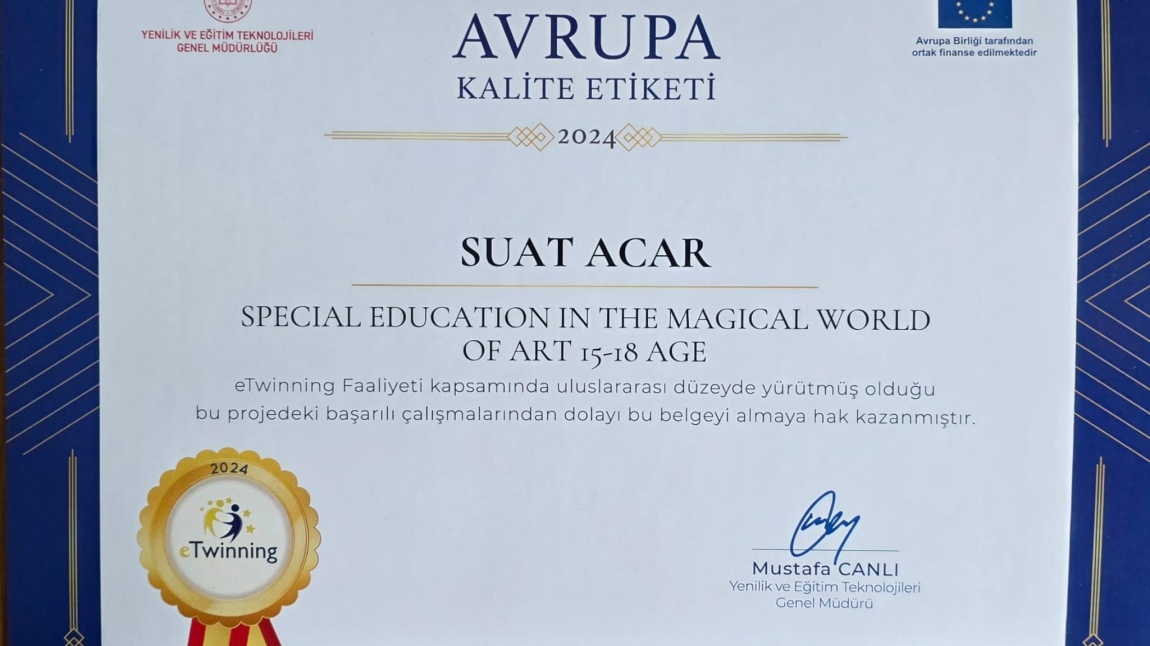 YENİLİK VE EĞİTİM TEKNOLOJİLERİ
GENEL MÜDÜRLÜĞÜ
AVRUPA
KALİTE ETİKETİ
2024
Avrupa Birliği tarafından
ortak finanse edilmektedir
SUAT ACAR
SPECIAL EDUCATION IN THE MAGICAL WORLD
OF ART 15-18 AGE
eTwinning Faaliyeti kapsamında uluslararası düzeyde yürütmüş olduğu
bu projedeki başarılı çalışmalarından dolayı bu belgeyi almaya hak kazanmıştır.
2024
eTwinning
Mustafa CANLI
Yenilik ve Eğitim Teknolojileri
Genel Müdürü